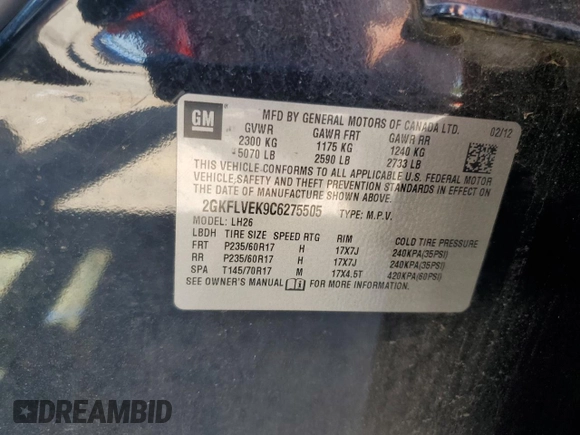 GM
MFD BY GENERAL MOTORS OF CANADA LTD. 02/12
GVWR GAWR FRT GAWR RR
2300 KG 1175 KG 1240 KG
5070 LB 2590 LB 2733 LB
THIS VEHICLE CONFORMS TO ALL APPLICABLE U.S. FEDERAL MOTOR
VEHICLE SAFETY AND THEFT PREVENTION STANDARDS IN EFFECT
ON THE DATE OF MANUFACTURE SHOWN ABOVE.
2GKFLVEK9C6275505 TYPE: M.P.V.
MODEL: LH26
LBDH TIRE SIZE SPEED RTG RIM COLD TIRE PRESSURE
FRT P235/60R17 H 17X7J 240KPA(35PSI)
RR P235/60R17 H 17X7J 240KPA(35PSI)
SPA T145/70R17 M 17X4.5T 420KPA(60PSI)
SEE OWNER'S MANUAL FOR MORE INFORMATION
DREAMBID